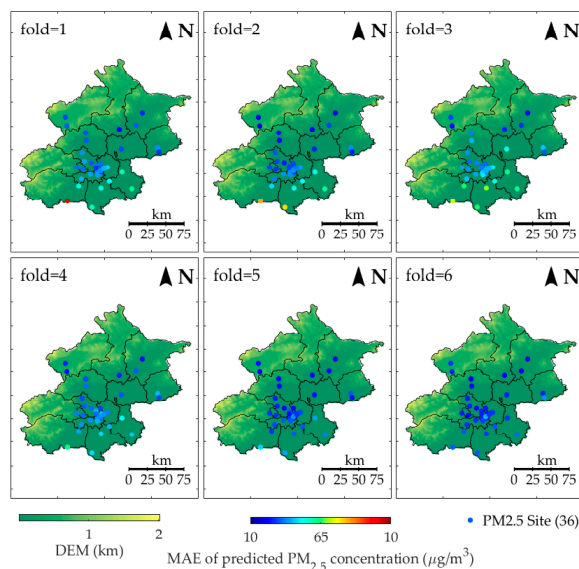 fold=1 N
fold=2 N
fold=3 N
km
0 25 50 75
km
0 25 50 75
km
0 25 50 75
fold=4 N
fold=5 N
fold=6 N
km
0 25 50 75
km
0 25 50 75
km
0 25 50 75
1 2
DEM (km)
10 65 10
MAE of predicted PM2.5 concentration (μg/m³)
PM2.5 Site (36)